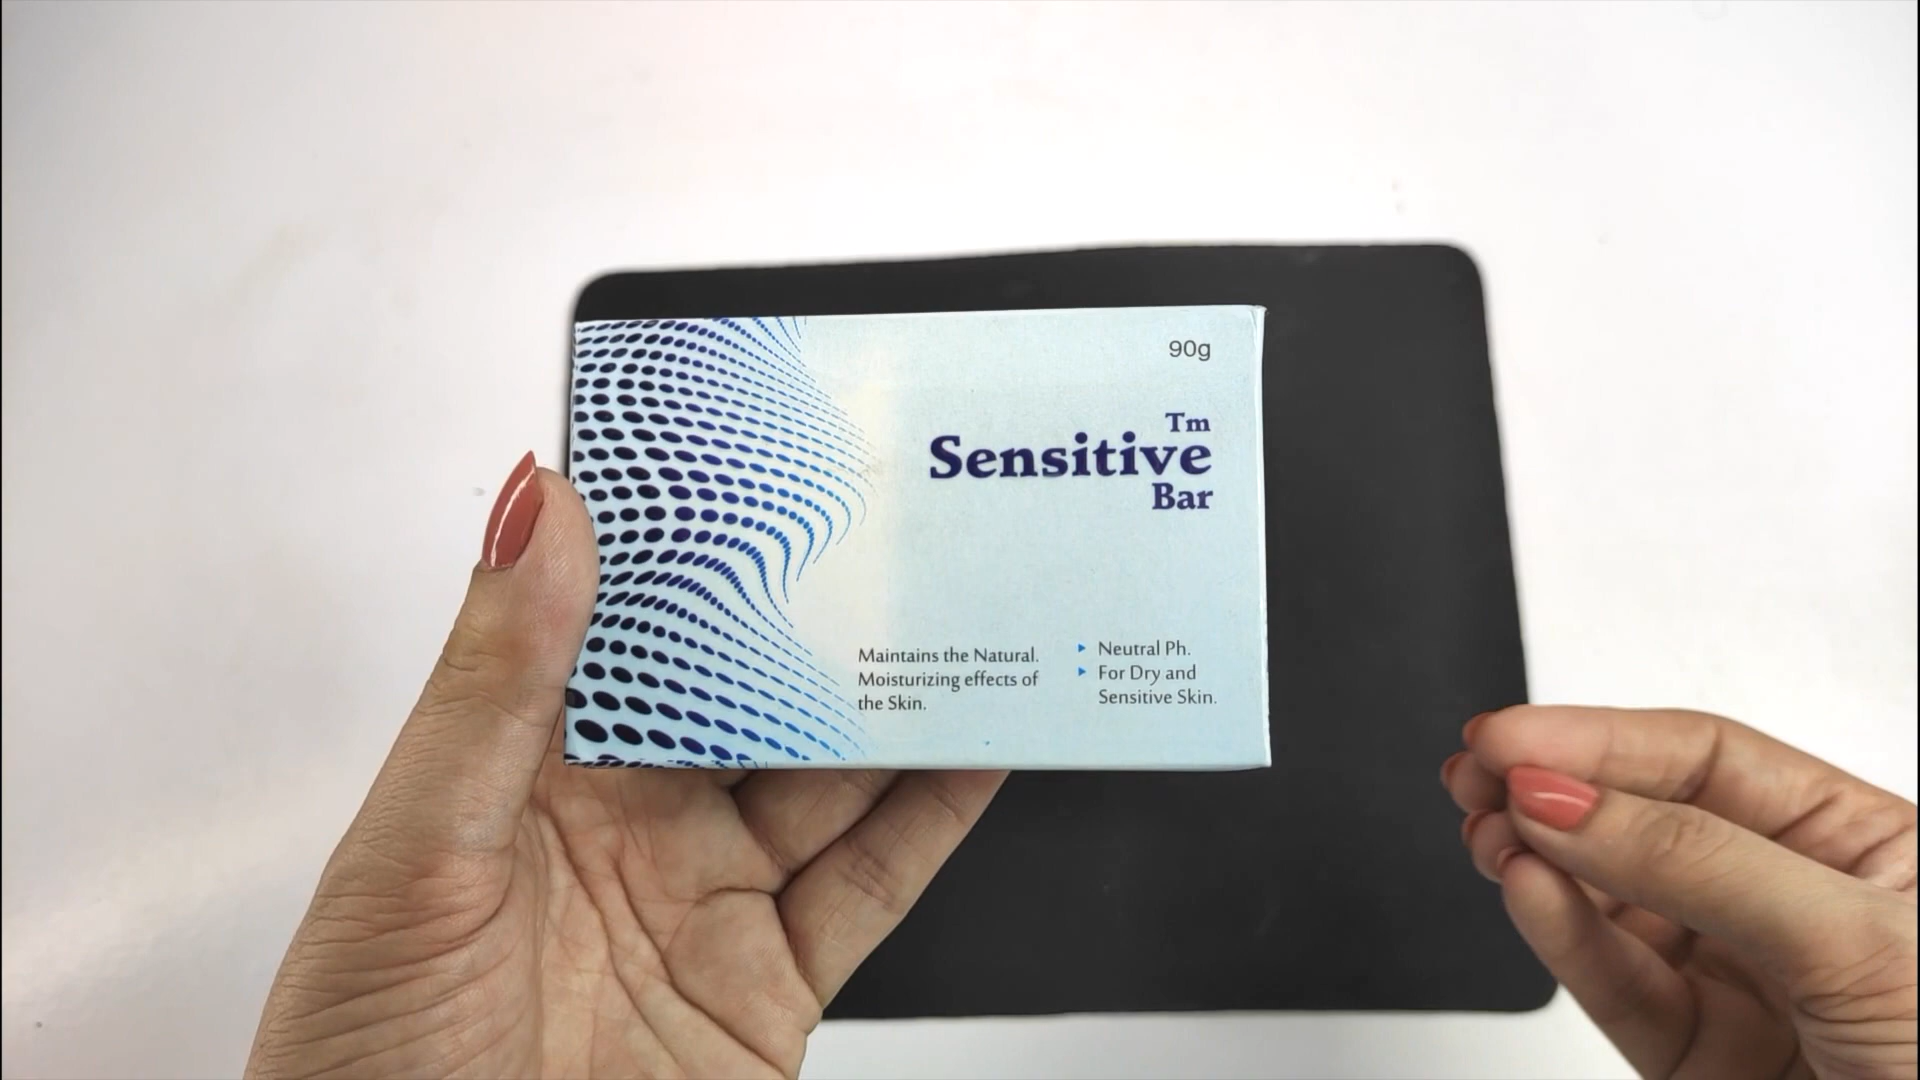 90g
Tm
Sensitive
Bar
Maintains the Natural.
Moisturizing effects of
the Skin.
Neutral Ph.
For Dry and
Sensitive Skin.